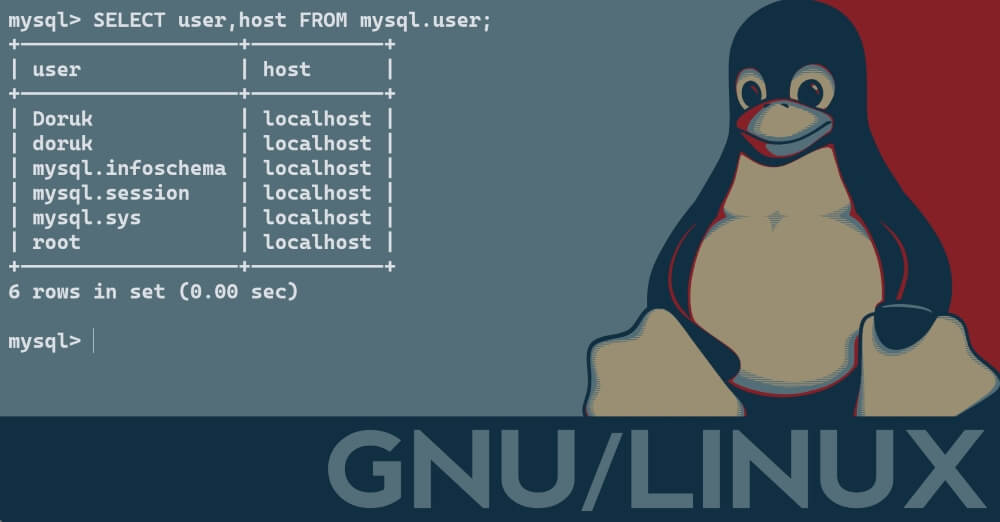 mysql> SELECT user,host FROM mysql.user;
+------------------+-----------+
| user             | host      |
+------------------+-----------+
| Doruk            | localhost |
| doruk            | localhost |
| mysql.infoschema | localhost |
| mysql.session    | localhost |
| mysql.sys        | localhost |
| root             | localhost |
+------------------+-----------+
6 rows in set (0.00 sec)
mysql>
GNU/LINUX